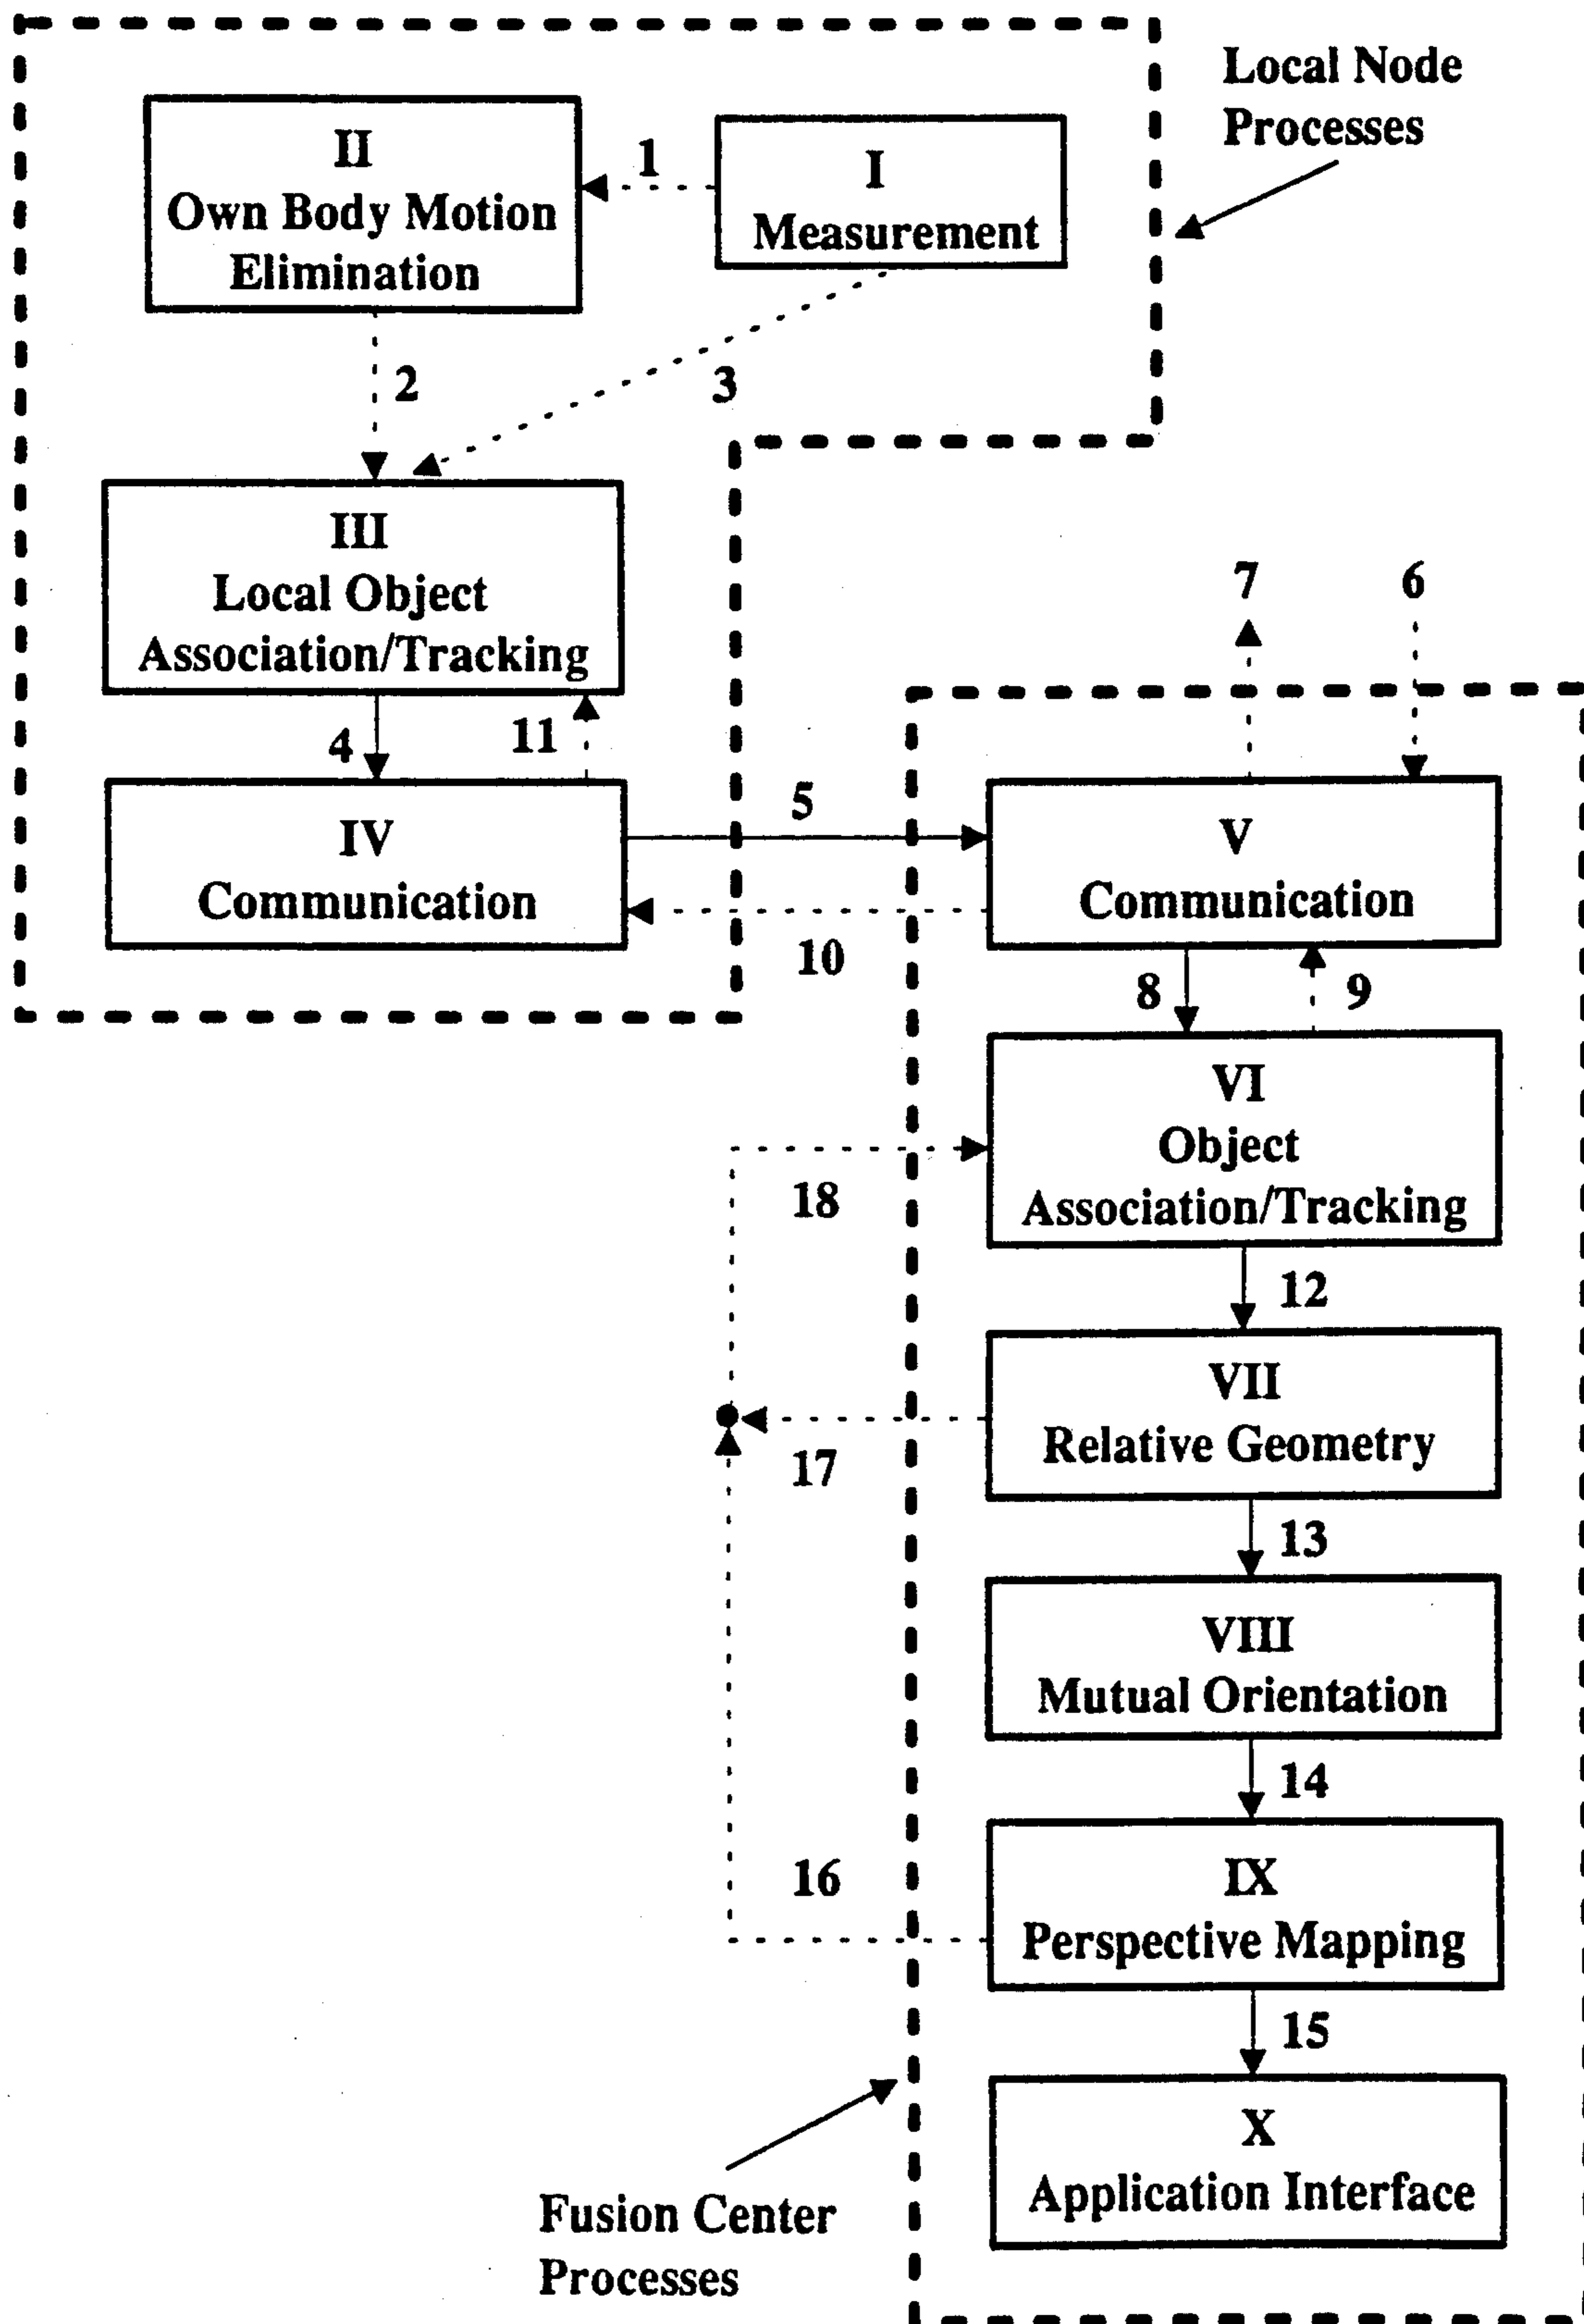 Local Node
Processes
II
Own Body Motion
Elimination
1
I
Measurement
2
3
III
Local Object
Association/Tracking
7
6
4
11
IV
Communication
5
10
V
Communication
8
9
VI
Object
Association/Tracking
18
12
VII
Relative Geometry
17
13
VIII
Mutual Orientation
14
16
IX
Perspective Mapping
15
X
Application Interface
Fusion Center
Processes